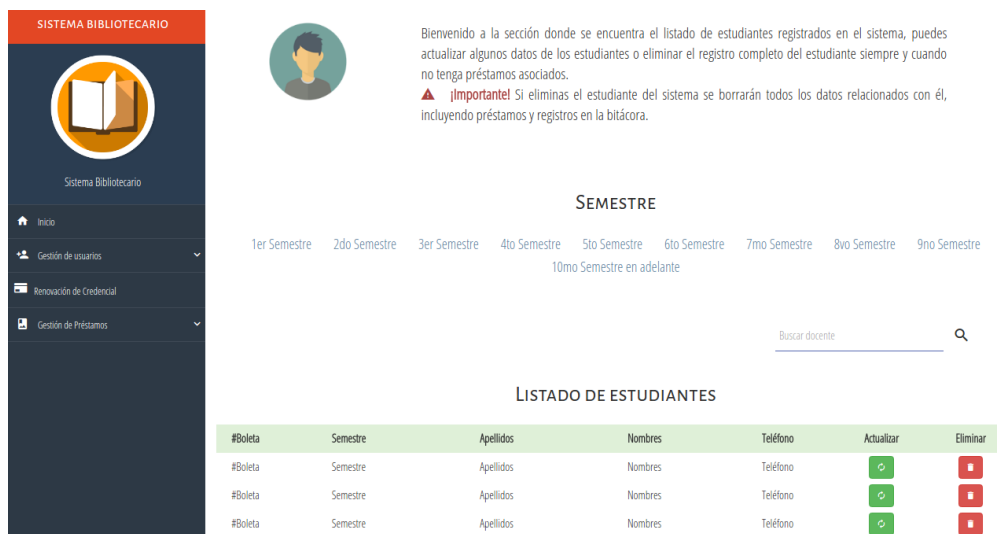 SISTEMA BIBLIOTECARIO
Sistema Bibliotecario
Inicio
Gestión de usuarios
Renovación de Credencial
Gestión de Préstamos
Bienvenido a la sección donde se encuentra el listado de estudiantes registrados en el sistema, puedes
actualizar algunos datos de los estudiantes o eliminar el registro completo del estudiante siempre y cuando
no tenga préstamos asociados.
¡Importante! Si eliminas el estudiante del sistema se borrarán todos los datos relacionados con él,
incluyendo préstamos y registros en la bitácora.
SEMESTRE
1er Semestre 2do Semestre 3er Semestre 4to Semestre 5to Semestre 6to Semestre 7mo Semestre 8vo Semestre 9no Semestre
10mo Semestre en adelante
Buscar docente
LISTADO DE ESTUDIANTES
#Boleta Semestre Apellidos Nombres Teléfono Actualizar Eliminar
#Boleta Semestre Apellidos Nombres Teléfono
#Boleta Semestre Apellidos Nombres Teléfono
#Boleta Semestre Apellidos Nombres Teléfono